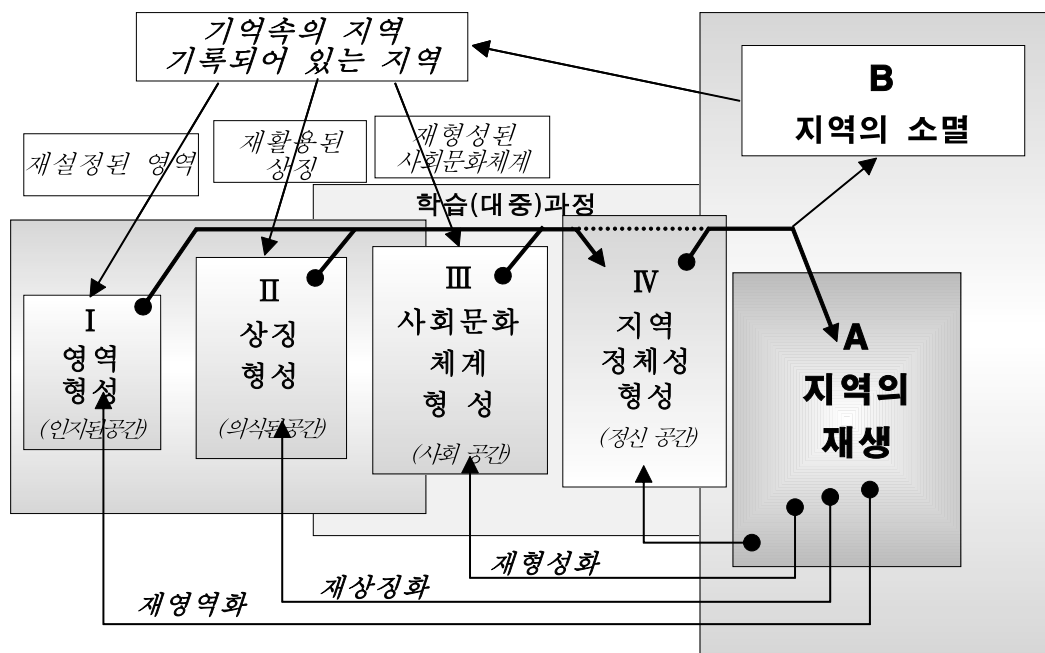 기억속의 지역
기록되어 있는 지역
B
지역의 소멸
재설정된 영역
재활용된
상징
재형성된
사회문화체계
학습(대중)과정
Ⅰ
영역
형성
(인지된공간)
Ⅱ
상징
형성
(의식된공간)
Ⅲ
사회문화
체계
형 성
(사회 공간)
Ⅳ
지역
정체성
형성
(정신 공간)
A
지역의
재생
재형성화
재상징화
재영역화